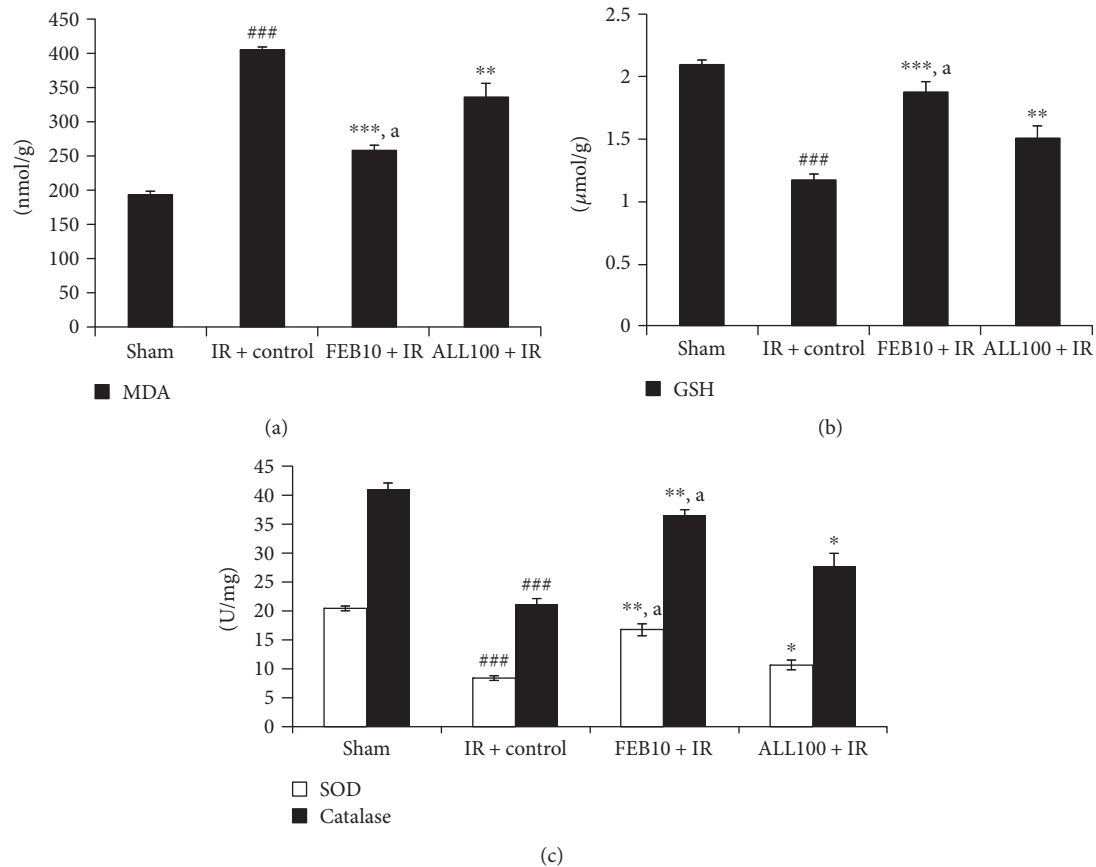 450
400
350
300
250
200
150
100
50
0
(nmol/g)
###
***, a
**
Sham
IR + control
FEB10 + IR
ALL100 + IR
MDA
(a)
2.5
2
1.5
1
0.5
0
(μmol/g)
###
***, a
**
Sham
IR + control
FEB10 + IR
ALL100 + IR
GSH
(b)
45
40
35
30
25
20
15
10
5
0
(U/mg)
###
###
**, a
**, a
*
*
Sham
IR + control
FEB10 + IR
ALL100 + IR
SOD
Catalase
(c)